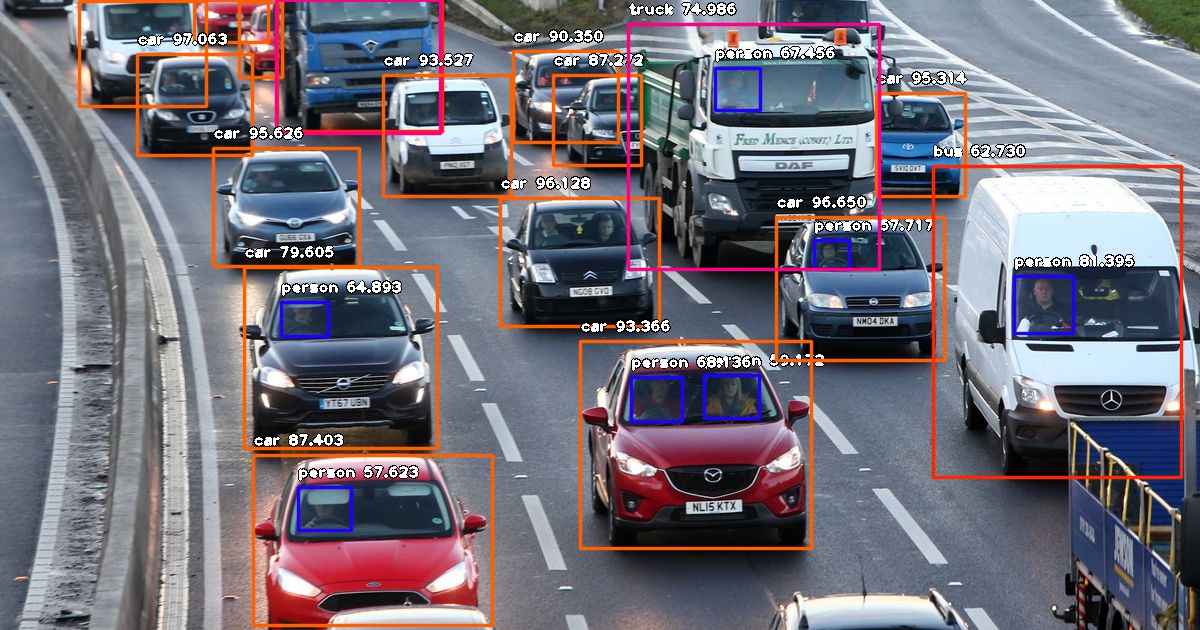 truck 74.986
car 97.063
car 90.350
person 67.456
car 93.527
car 87.272
car 95.314
FRED MENCE (CONST.) LTD.
car 95.626
PN12
DAF
bus 62.730
SV10 OVT
car 96.128
car 96.650
person 57.717
GU66 GXA
car 79.605
person 81.395
person 64.893
NG08 GVO
NM04 DKA
car 93.366
person 68.136
YT67 UBN
car 87.403
person 57.623
NL15 KTX